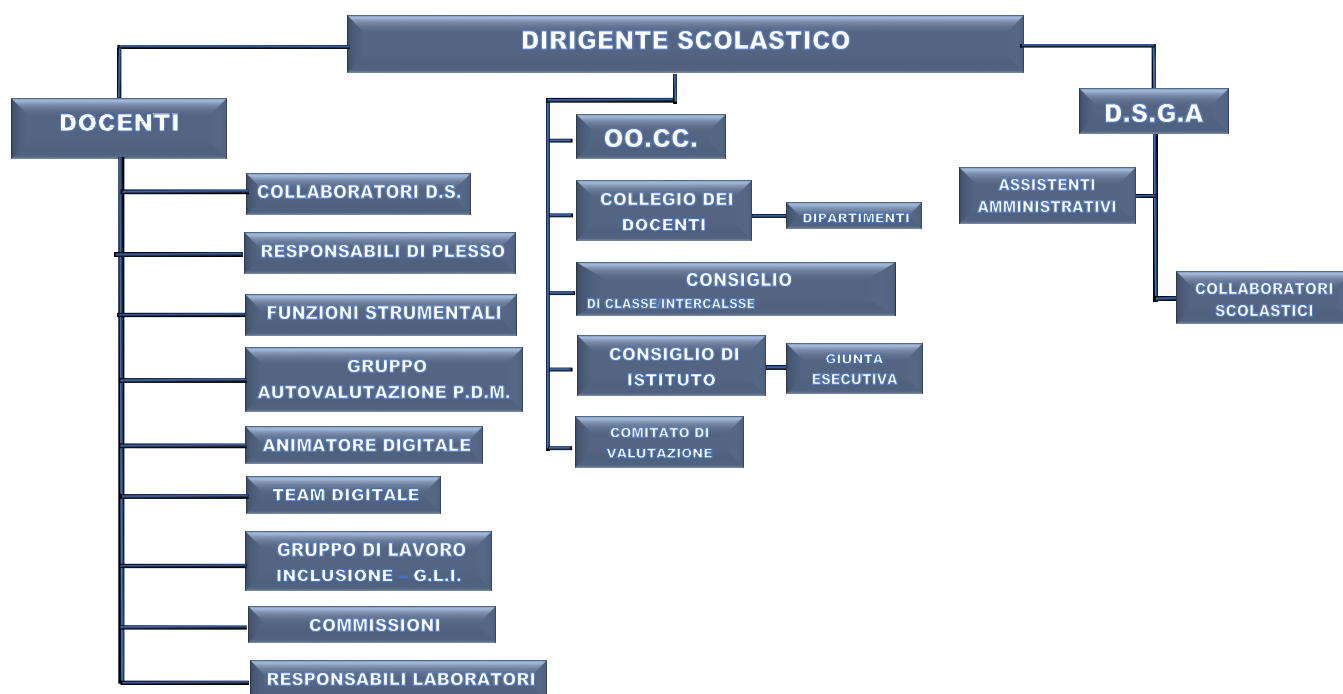 DIRIGENTE SCOLASTICO
DOCENTI
COLLABORATORI D.S.
RESPONSABILI DI PLESSO
FUNZIONI STRUMENTALI
GRUPPO
AUTOVALUTAZIONE P.D.M.
ANIMATORE DIGITALE
TEAM DIGITALE
GRUPPO DI LAVORO
INCLUSIONE – G.L.I.
COMMISSIONI
RESPONSABILI LABORATORI
OO.CC.
COLLEGIO DEI
DOCENTI
DIPARTIMENTI
CONSIGLIO
DI CLASSE/INTERCALSSE
CONSIGLIO DI
ISTITUTO
GIUNTA
ESECUTIVA
COMITATO DI
VALUTAZIONE
D.S.G.A
ASSISTENTI
AMMINISTRATIVI
COLLABORATORI
SCOLASTICI